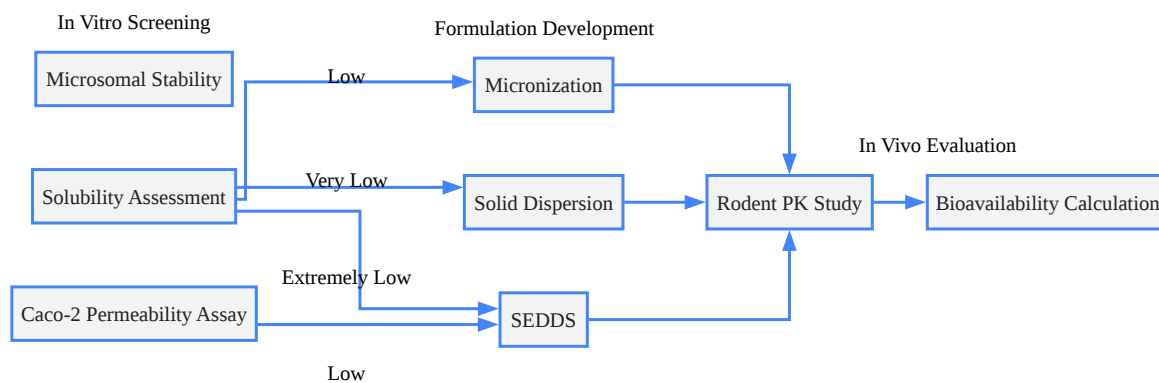 In Vitro Screening
Formulation Development
Microsomal Stability
Low
Micronization
In Vivo Evaluation
Solubility Assessment
Very Low
Solid Dispersion
Rodent PK Study
Bioavailability Calculation
Extremely Low
Caco-2 Permeability Assay
SEDDS
Low